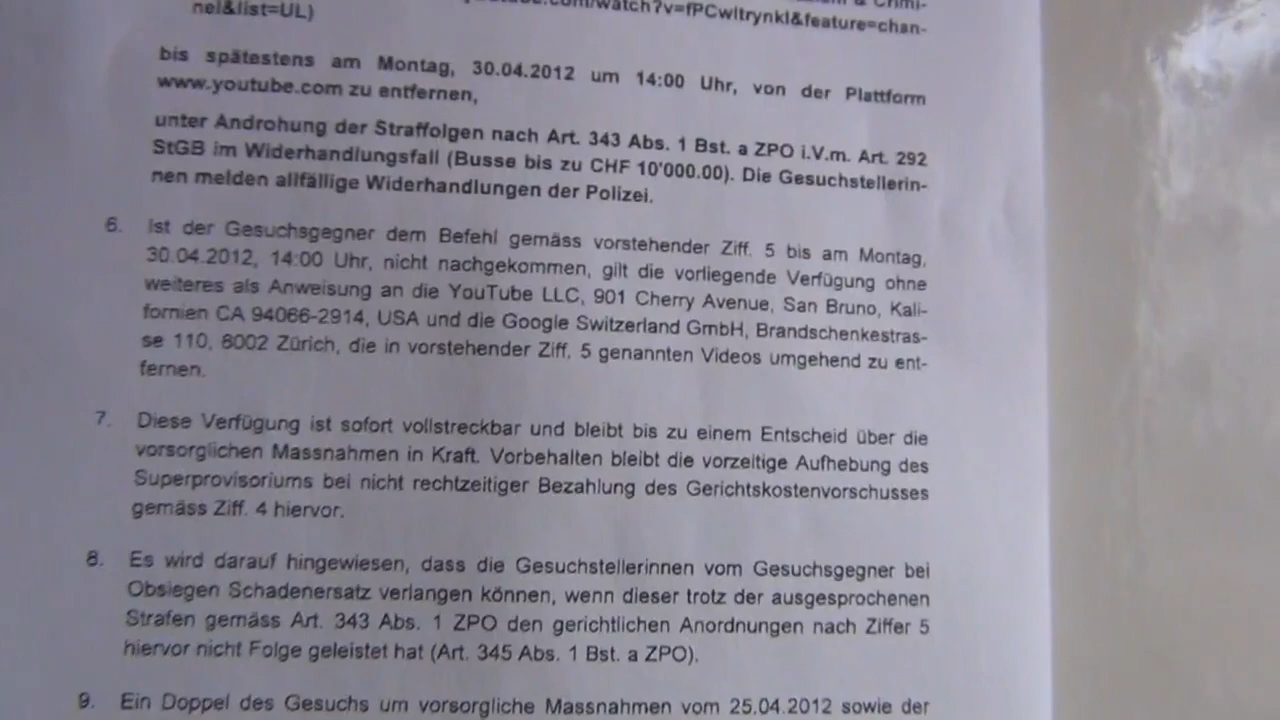 & Crimi-
youtube.com/watch?v=fPCwItrynkI&feature=chan-
nel&list=UL)
bis spätestens am Montag, 30.04.2012 um 14:00 Uhr, von der Plattform
www.youtube.com zu entfernen,
unter Androhung der Straffolgen nach Art. 343 Abs. 1 Bst. a ZPO i.V.m. Art. 292
StGB im Widerhandlungsfall (Busse bis zu CHF 10'000.00). Die Gesuchstellerin-
nen melden allfällige Widerhandlungen der Polizei.
6. Ist der Gesuchsgegner dem Befehl gemäss vorstehender Ziff. 5 bis am Montag,
30.04.2012, 14:00 Uhr, nicht nachgekommen, gilt die vorliegende Verfügung ohne
weiteres als Anweisung an die YouTube LLC, 901 Cherry Avenue, San Bruno, Kali-
fornien CA 94066-2914, USA und die Google Switzerland GmbH, Brandschenkestras-
se 110, 8002 Zürich, die in vorstehender Ziff. 5 genannten Videos umgehend zu ent-
fernen.
7. Diese Verfügung ist sofort vollstreckbar und bleibt bis zu einem Entscheid über die
vorsorglichen Massnahmen in Kraft. Vorbehalten bleibt die vorzeitige Aufhebung des
Superprovisoriums bei nicht rechtzeitiger Bezahlung des Gerichtskostenvorschusses
gemäss Ziff. 4 hiervor.
8. Es wird darauf hingewiesen, dass die Gesuchstellerinnen vom Gesuchsgegner bei
Obsiegen Schadenersatz verlangen können, wenn dieser trotz der ausgesprochenen
Strafen gemäss Art. 343 Abs. 1 ZPO den gerichtlichen Anordnungen nach Ziffer 5
hiervor nicht Folge geleistet hat (Art. 345 Abs. 1 Bst. a ZPO).
9. Ein Doppel des Gesuchs um vorsorgliche Massnahmen vom 25.04.2012 sowie der